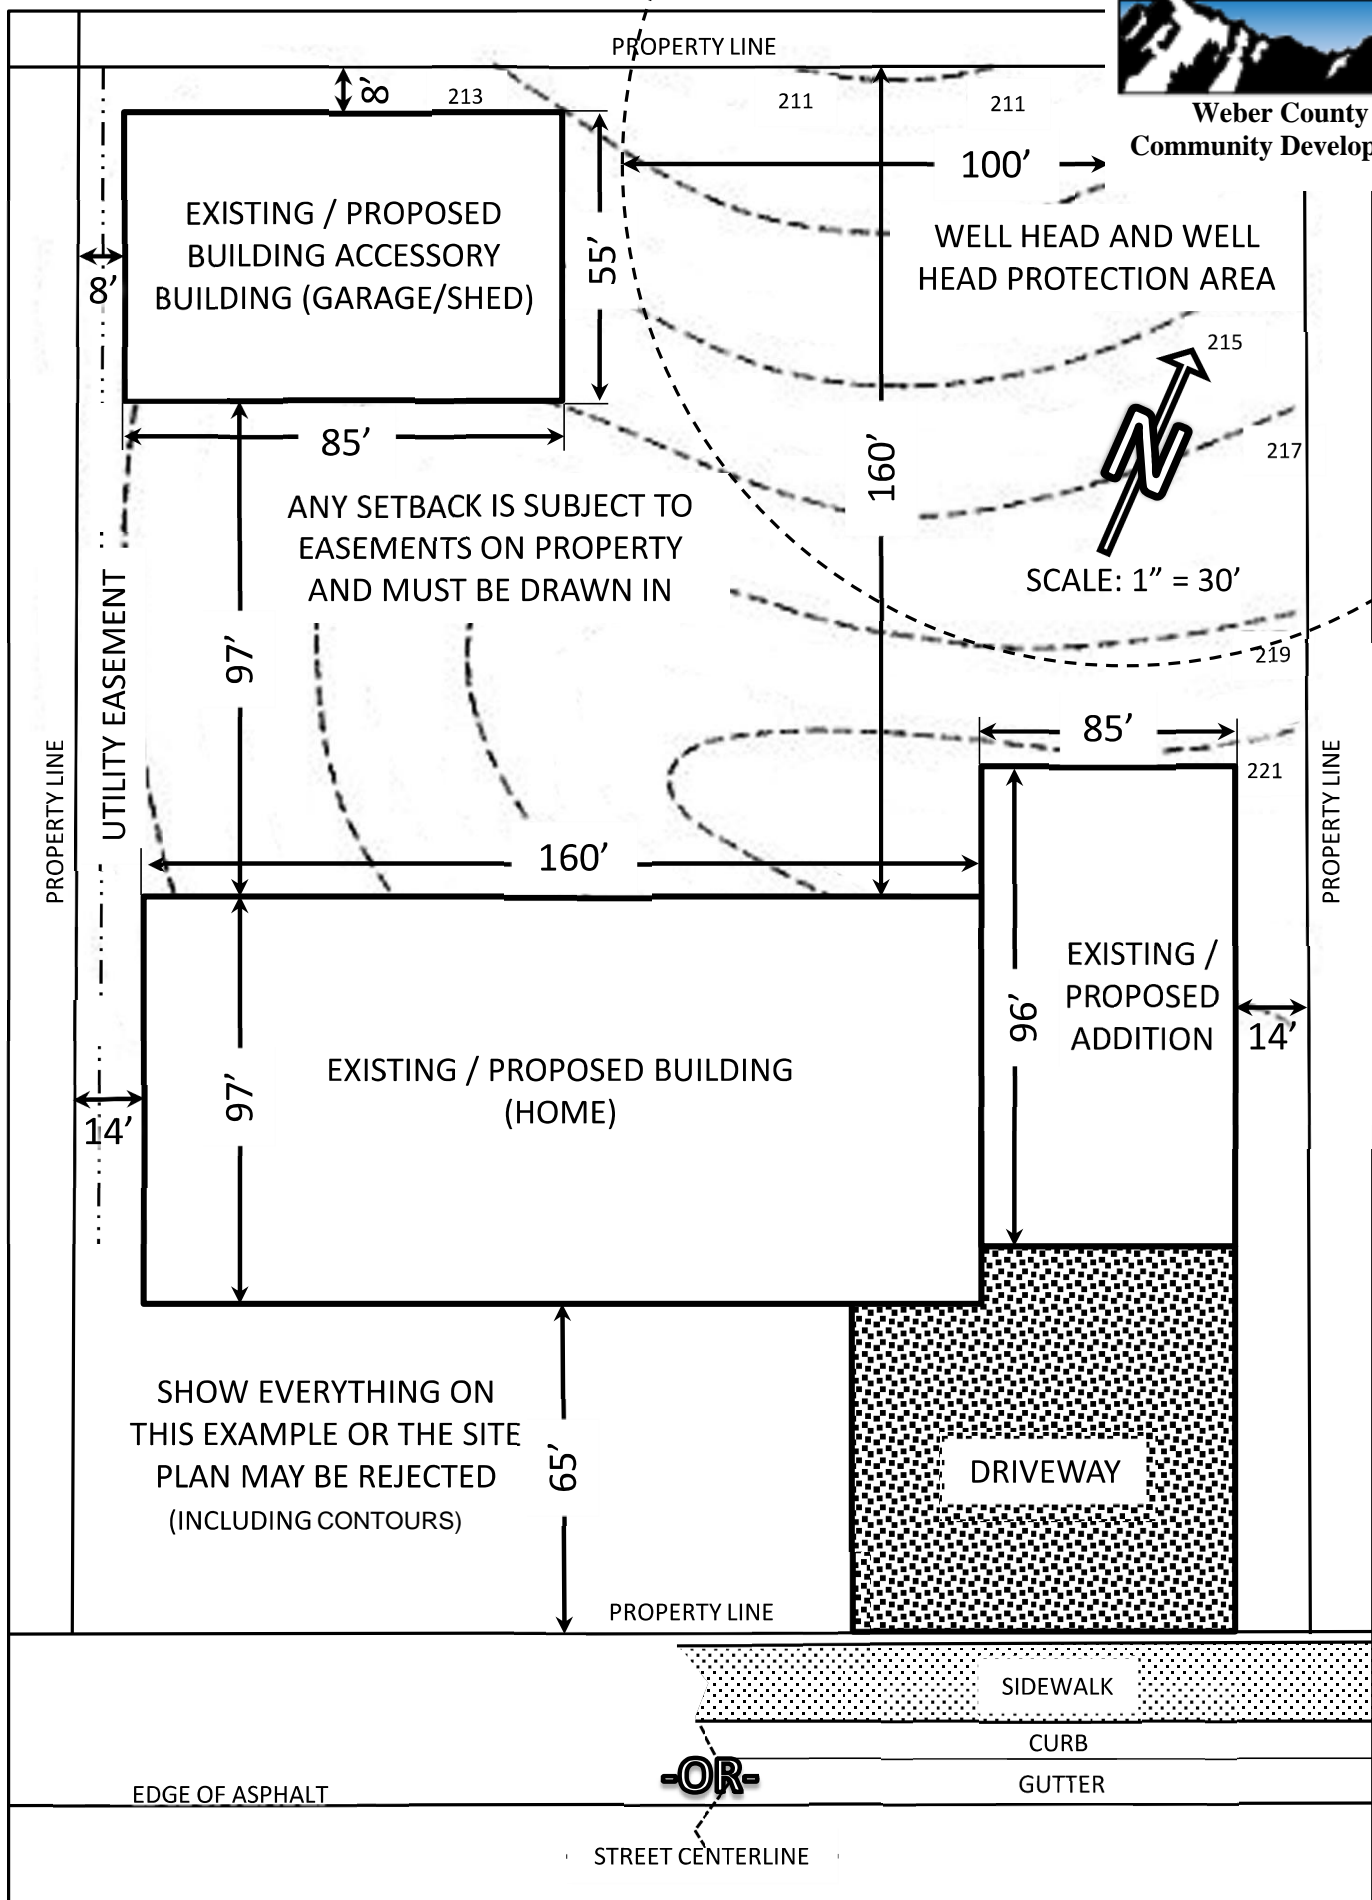 PROPERTY LINE
Weber County
Community Develop
8’
213
211
211
100’
EXISTING / PROPOSED
BUILDING ACCESSORY
BUILDING (GARAGE/SHED)
55’
8’
WELL HEAD AND WELL
HEAD PROTECTION AREA
215
85’
160’
217
N
ANY SETBACK IS SUBJECT TO
EASEMENTS ON PROPERTY
AND MUST BE DRAWN IN
SCALE: 1” = 30’
UTILITY EASEMENT
97’
219
85’
PROPERTY LINE
PROPERTY LINE
221
160’
EXISTING /
PROPOSED
ADDITION
96’
14’
EXISTING / PROPOSED BUILDING
(HOME)
97’
14’
SHOW EVERYTHING ON
THIS EXAMPLE OR THE SITE
PLAN MAY BE REJECTED
(INCLUDING CONTOURS)
65’
DRIVEWAY
PROPERTY LINE
SIDEWALK
CURB
-OR-
GUTTER
EDGE OF ASPHALT
STREET CENTERLINE